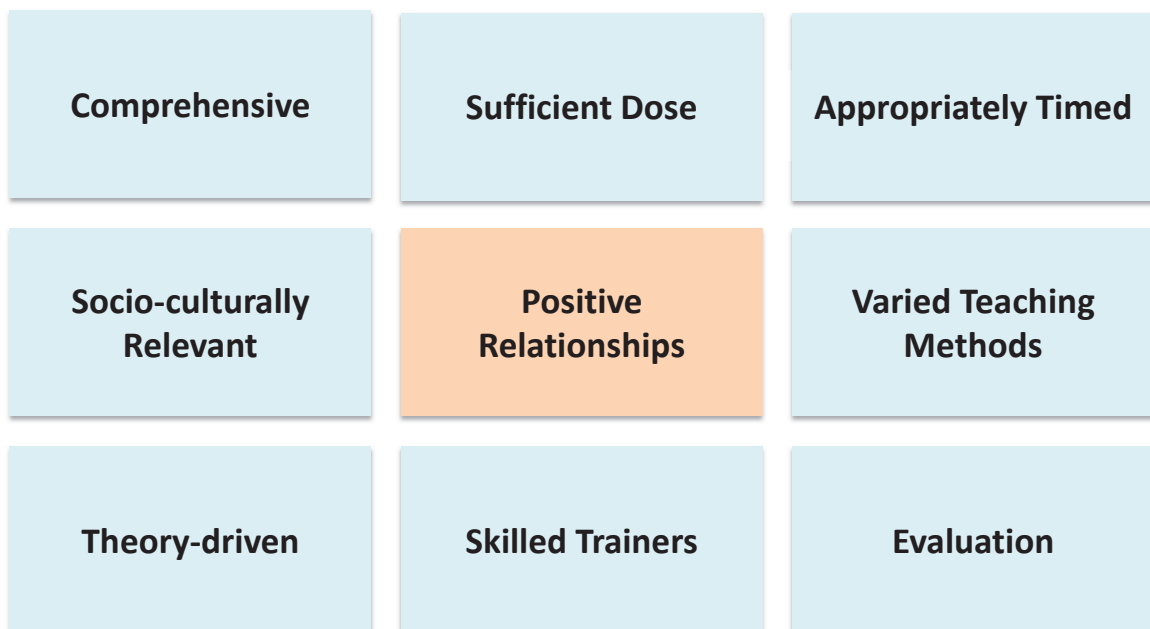 Comprehensive
Sufficient Dose
Appropriately Timed
Socio-culturally
Relevant
Positive
Relationships
Varied Teaching
Methods
Theory-driven
Skilled Trainers
Evaluation